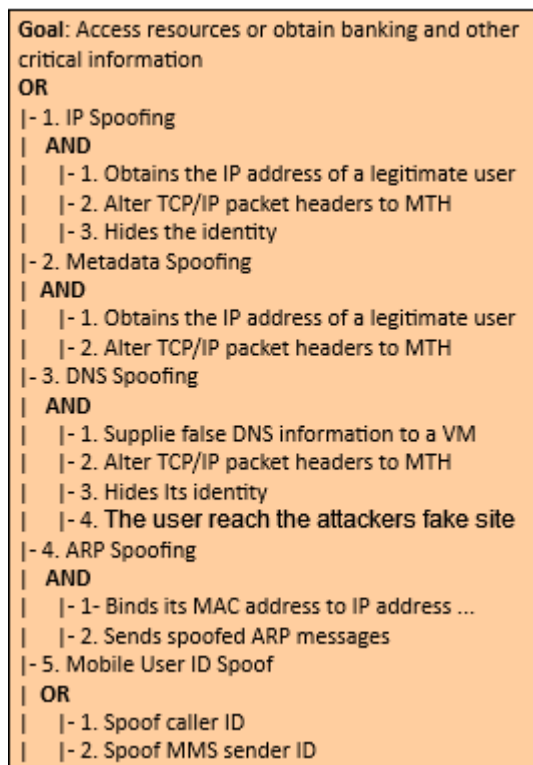 Goal: Access resources or obtain banking and other
critical information
OR
|- 1. IP Spoofing
| AND
| |- 1. Obtains the IP address of a legitimate user
| |- 2. Alter TCP/IP packet headers to MTH
| |- 3. Hides the identity
|- 2. Metadata Spoofing
| AND
| |- 1. Obtains the IP address of a legitimate user
| |- 2. Alter TCP/IP packet headers to MTH
|- 3. DNS Spoofing
| AND
| |- 1. Supplie false DNS information to a VM
| |- 2. Alter TCP/IP packet headers to MTH
| |- 3. Hides Its identity
| |- 4. The user reach the attackers fake site
|- 4. ARP Spoofing
| AND
| |- 1- Binds its MAC address to IP address ...
| |- 2. Sends spoofed ARP messages
|- 5. Mobile User ID Spoof
| OR
| |- 1. Spoof caller ID
| |- 2. Spoof MMS sender ID